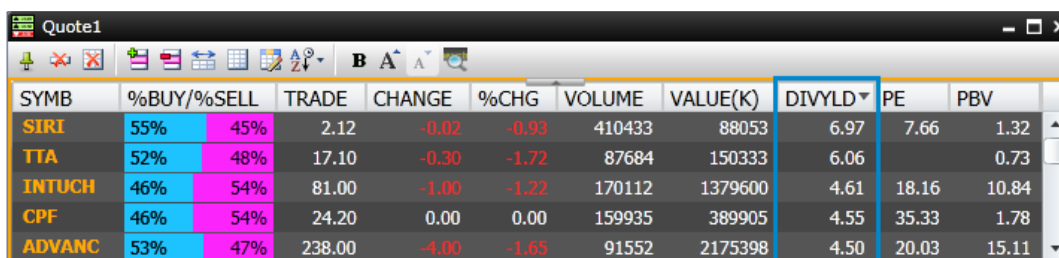 Quote1
B A A
SYMB %BUY/%SELL TRADE CHANGE %CHG VOLUME VALUE(K) DIVYLD PE PBV
SIRI 55% 45% 2.12 -0.02 -0.93 410433 88053 6.97 7.66 1.32
TTA 52% 48% 17.10 -0.30 -1.72 87684 150333 6.06 0.73
INTUCH 46% 54% 81.00 -1.00 -1.22 170112 1379600 4.61 18.16 10.84
CPF 46% 54% 24.20 0.00 0.00 159935 389905 4.55 35.33 1.78
ADVANC 53% 47% 238.00 -4.00 -1.65 91552 2175398 4.50 20.03 15.11